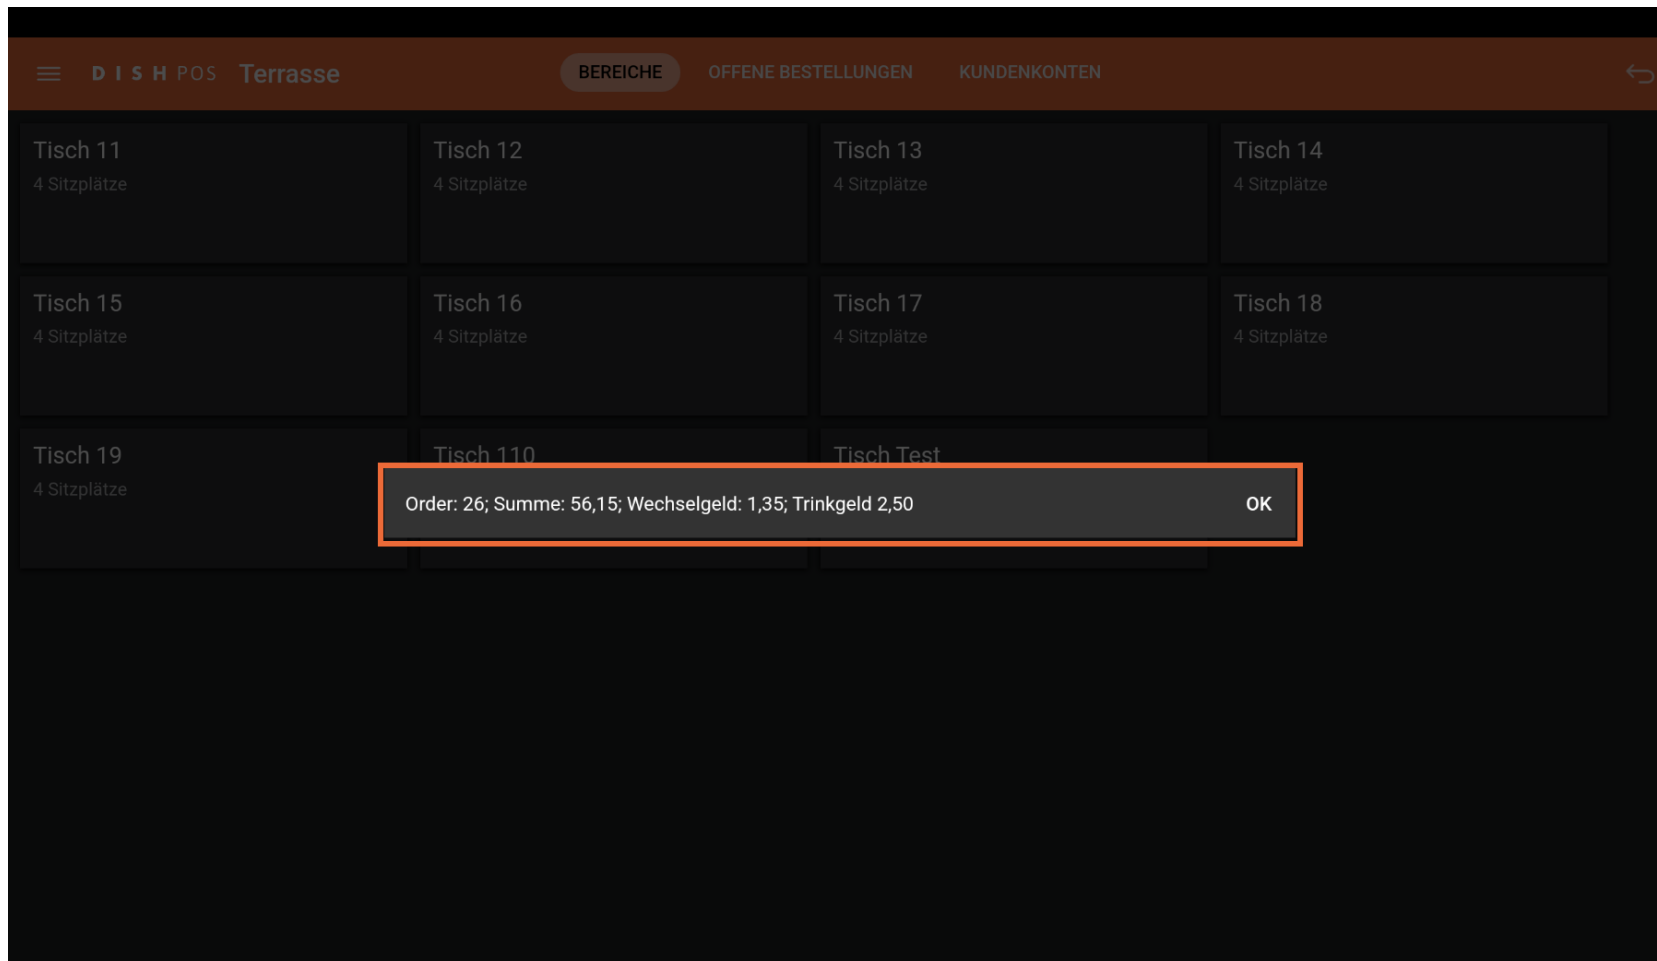 DISH POS Terrasse BEREICHE OFFENE BESTELLUNGEN KUNDENKONTEN
Tisch 11 Tisch 12 Tisch 13 Tisch 14
4 Sitzplätze 4 Sitzplätze 4 Sitzplätze 4 Sitzplätze
Tisch 15 Tisch 16 Tisch 17 Tisch 18
4 Sitzplätze 4 Sitzplätze 4 Sitzplätze 4 Sitzplätze
Tisch 19 Tisch 110 Tisch Test
4 Sitzplätze
Order: 26; Summe: 56,15; Wechselgeld: 1,35; Trinkgeld 2,50 OK